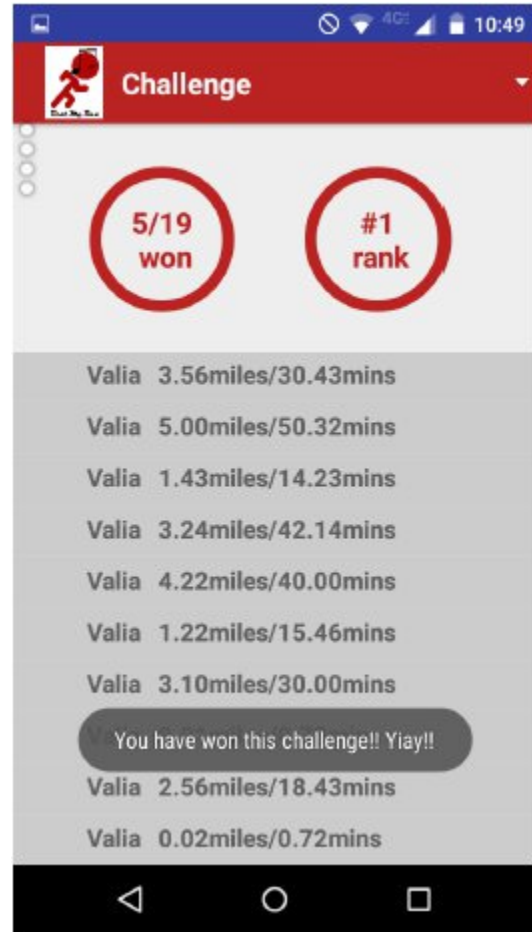 4G 10:49
Challenge
5/19
won
#1
rank
Valia 3.56miles/30.43mins
Valia 5.00miles/50.32mins
Valia 1.43miles/14.23mins
Valia 3.24miles/42.14mins
Valia 4.22miles/40.00mins
Valia 1.22miles/15.46mins
Valia 3.10miles/30.00mins
You have won this challenge!! Yiay!!
Valia 2.56miles/18.43mins
Valia 0.02miles/0.72mins